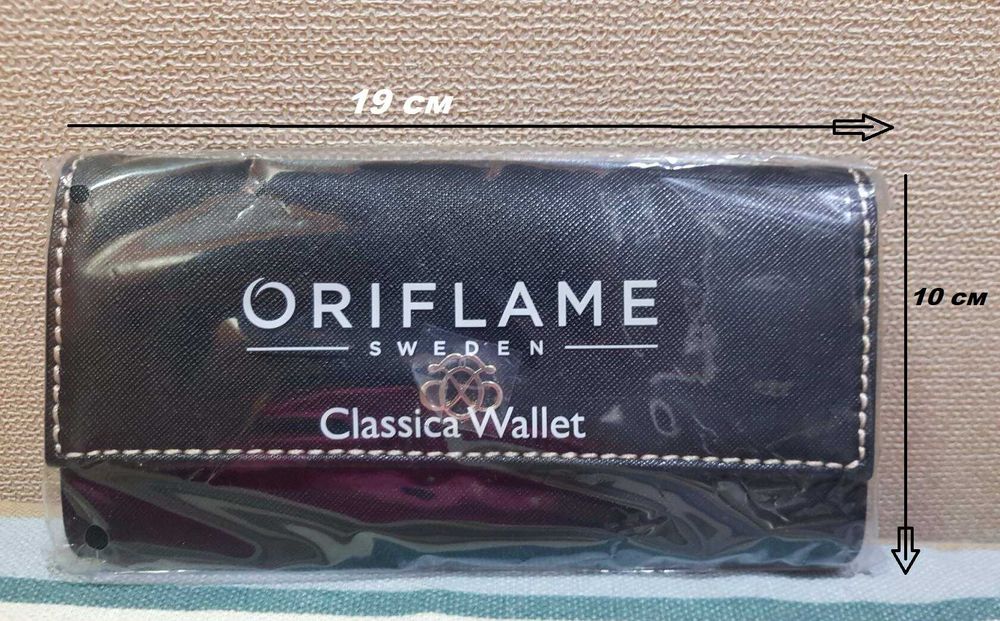 19 см
ORIFLAME
SWEDEN
10 см
Classica Wallet